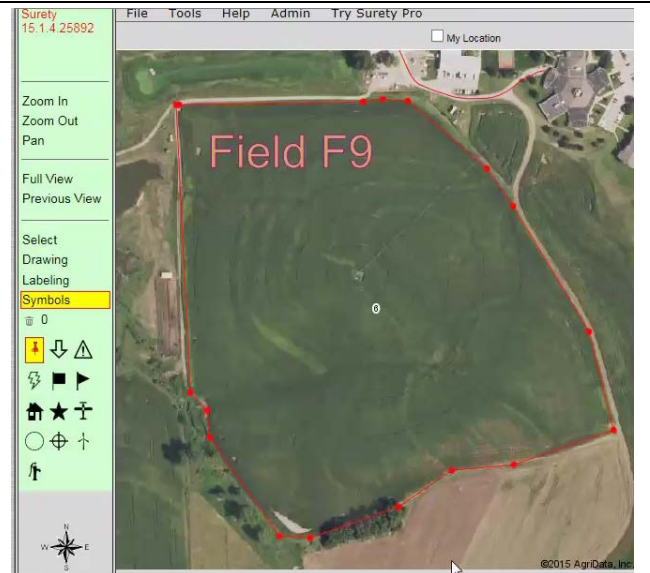 Surety
15.1.4.25892
File Tools Help Admin Try Surety Pro
My Location
Zoom In
Zoom Out
Pan
Full View
Previous View
Select
Drawing
Labeling
Symbols
0
Field F9
6
N
W E
S
©2015 AgriData, Inc.